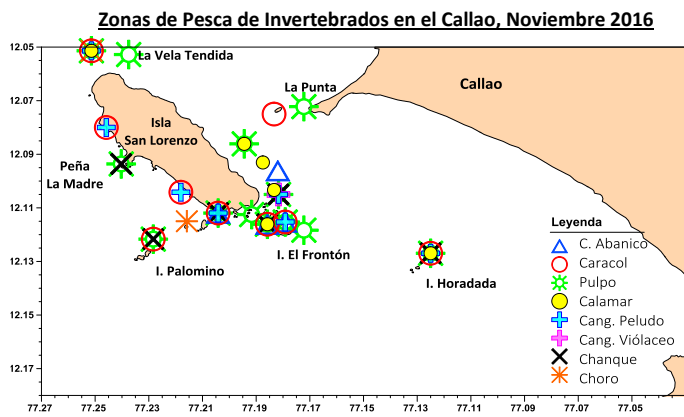 Zonas de Pesca de Invertebrados en el Callao, Noviembre 2016
12.05
La Vela Tendida
La Punta
Callao
12.07
Isla
San Lorenzo
12.09
Peña
La Madre
12.11
Leyenda
C. Abanico
I. El Frontón
12.13
I. Palomino
I. Horadada
Caracol
Pulpo
12.15
Calamar
Cang. Peludo
Cang. Viólaceo
12.17
Chanque
Choro
77.27
77.25
77.23
77.21
77.19
77.17
77.15
77.13
77.11
77.09
77.07
77.05